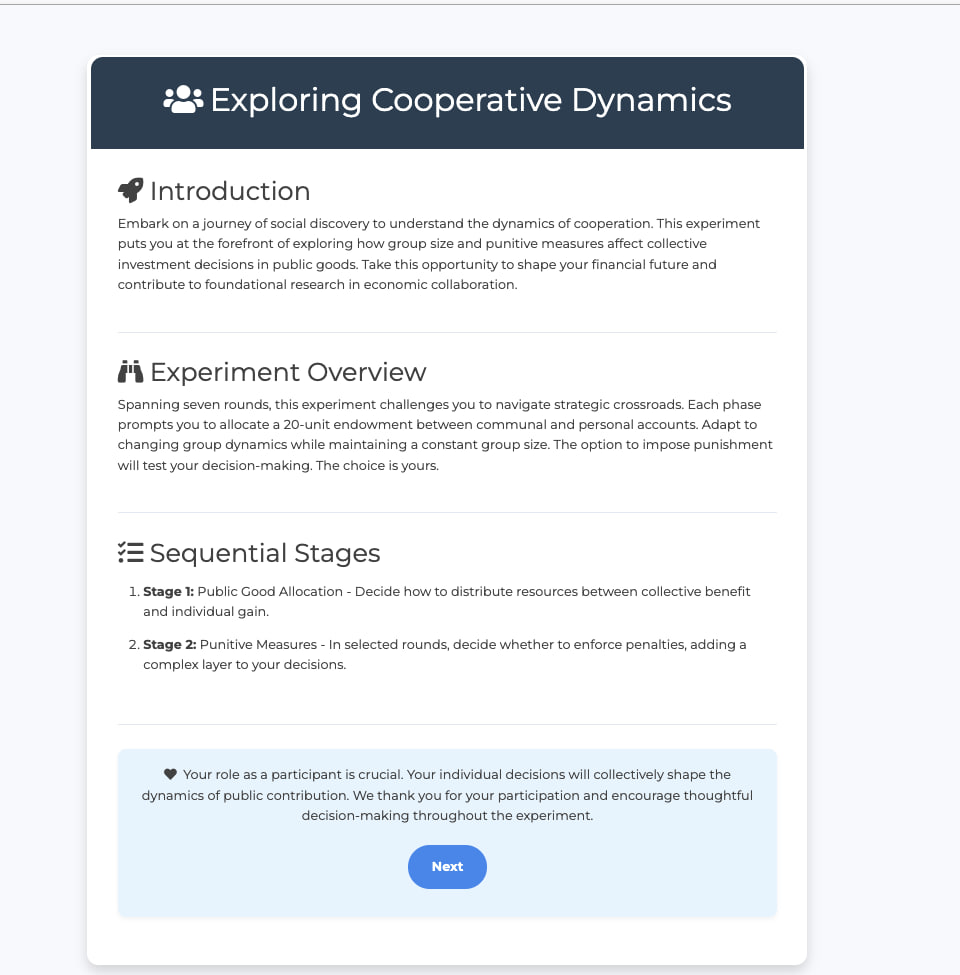 Exploring Cooperative Dynamics
Introduction
Embark on a journey of social discovery to understand the dynamics of cooperation. This experiment
puts you at the forefront of exploring how group size and punitive measures affect collective
investment decisions in public goods. Take this opportunity to shape your financial future and
contribute to foundational research in economic collaboration.
Experiment Overview
Spanning seven rounds, this experiment challenges you to navigate strategic crossroads. Each phase
prompts you to allocate a 20-unit endowment between communal and personal accounts. Adapt to
changing group dynamics while maintaining a constant group size. The option to impose punishment
will test your decision-making. The choice is yours.
Sequential Stages
1. Stage 1: Public Good Allocation - Decide how to distribute resources between collective benefit
and individual gain.
2. Stage 2: Punitive Measures - In selected rounds, decide whether to enforce penalties, adding a
complex layer to your decisions.
Your role as a participant is crucial. Your individual decisions will collectively shape the
dynamics of public contribution. We thank you for your participation and encourage thoughtful
decision-making throughout the experiment.
Next